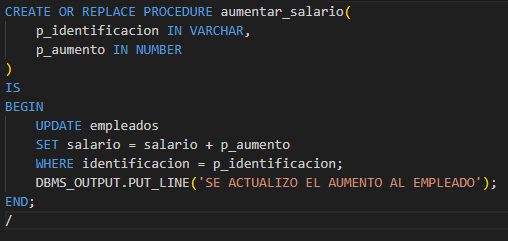 CREATE OR REPLACE PROCEDURE aumentar_salario(
    p_identificacion IN VARCHAR,
    p_aumento IN NUMBER
)
IS
BEGIN
    UPDATE empleados
    SET salario = salario + p_aumento
    WHERE identificacion = p_identificacion;
    DBMS_OUTPUT.PUT_LINE('SE ACTUALIZO EL AUMENTO AL EMPLEADO');
END;
/